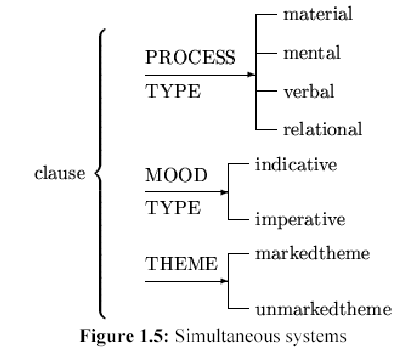 material
PROCESS
mental
TYPE
verbal
relational
clause
MOOD
indicative
TYPE
imperative
THEME
markedtheme
unmarkedtheme
Figure 1.5: Simultaneous systems